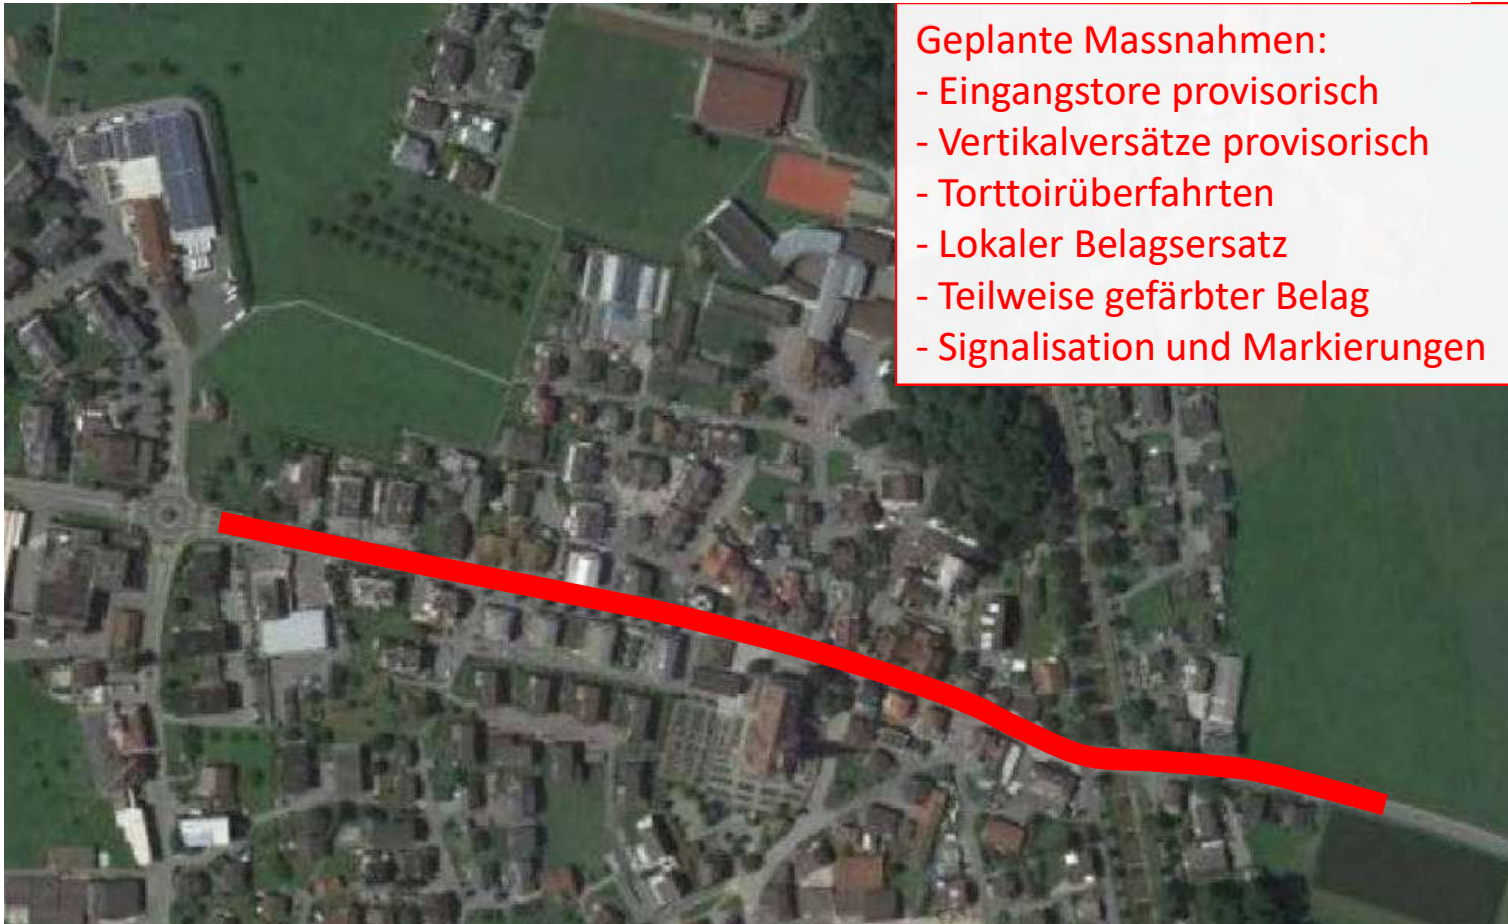 Geplante Massnahmen:
- Eingangstore provisorisch
- Vertikalversätze provisorisch
- Torttoirüberfahrten
- Lokaler Belagsersatz
- Teilweise gefärbter Belag
- Signalisation und Markierungen